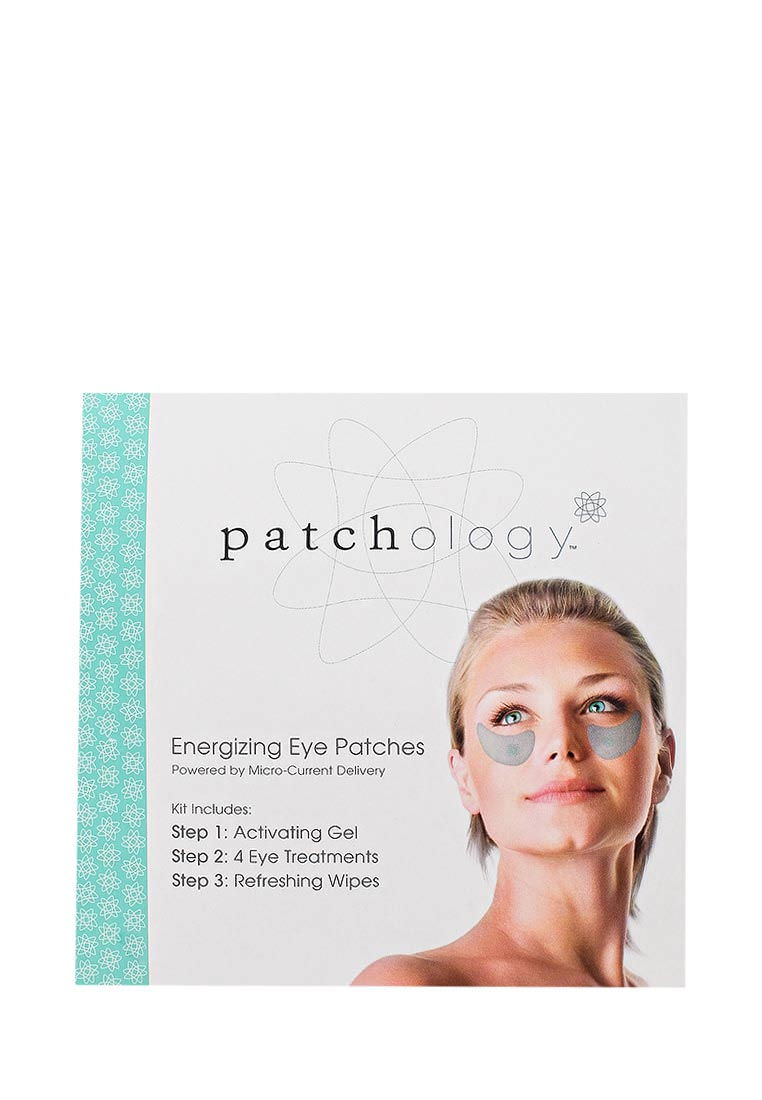 patchology™
Energizing Eye Patches
Powered by Micro-Current Delivery
Kit Includes:
Step 1: Activating Gel
Step 2: 4 Eye Treatments
Step 3: Refreshing Wipes